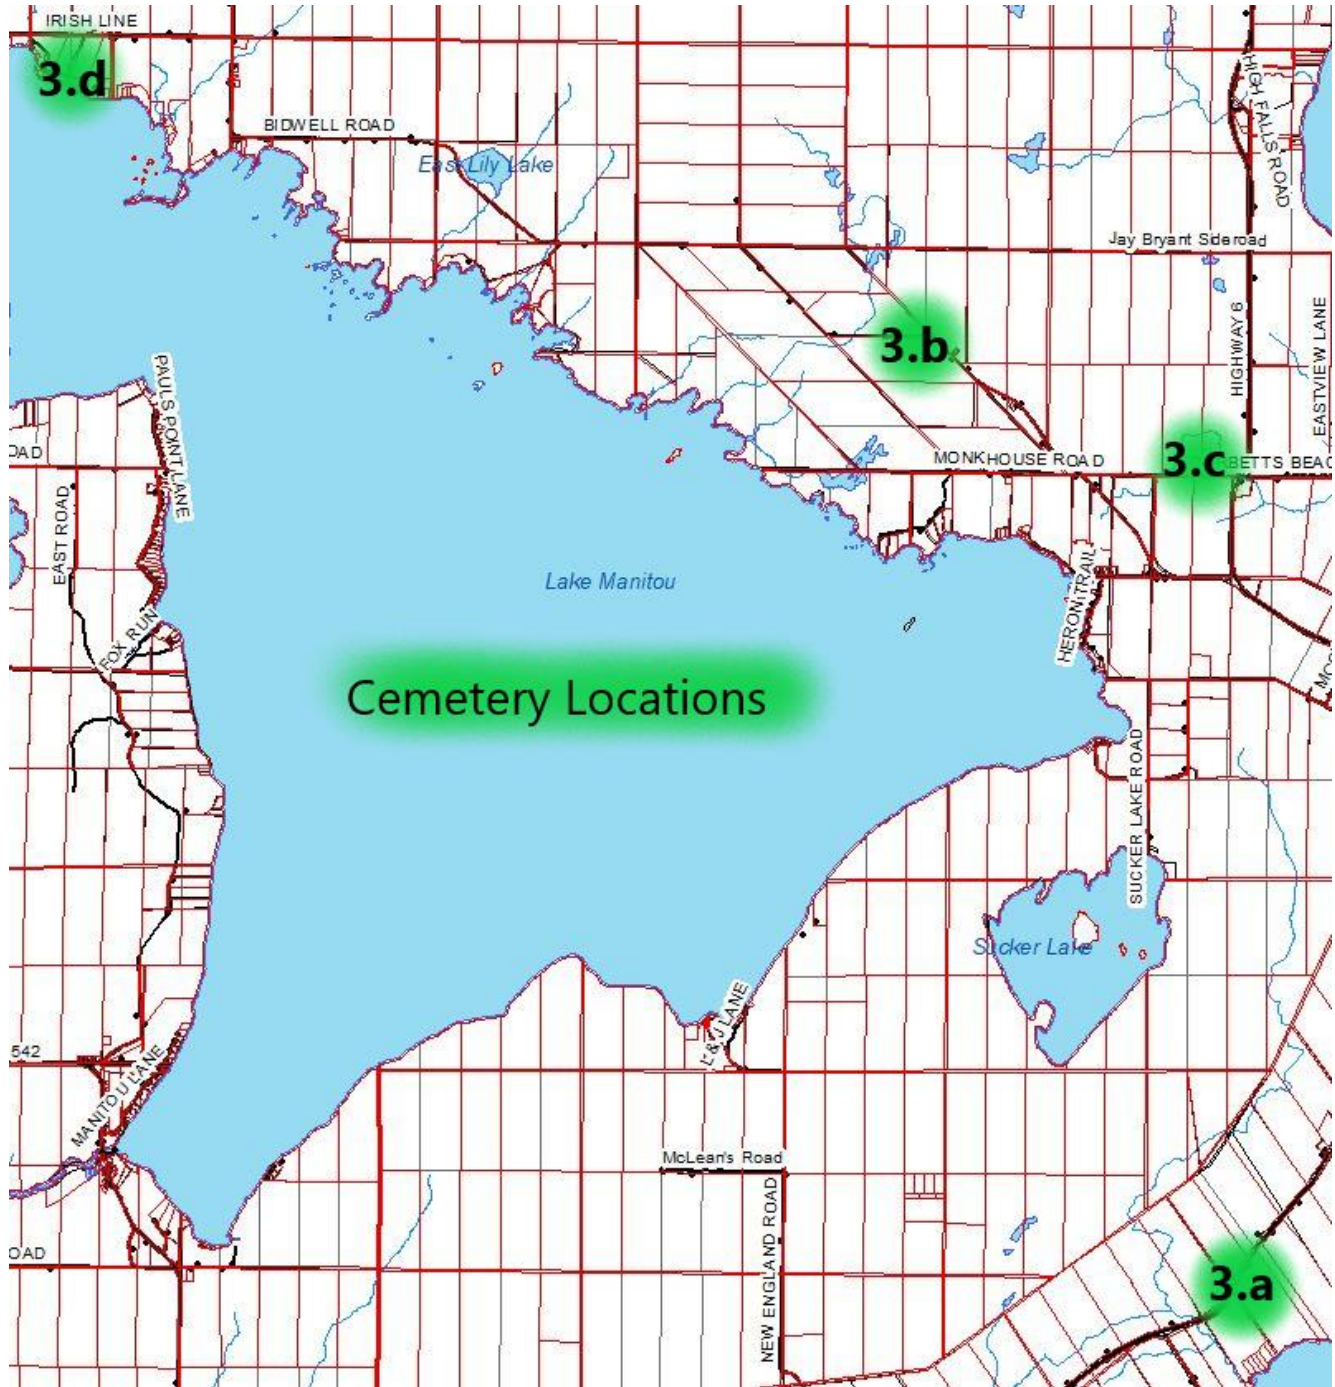 IRISH LINE
3.d
BIDWELL ROAD
East Lily Lake
HIGH FALLS ROAD
Jay Bryant Sideroad
3.b
HIGHWAY 6
EASTVIEW LANE
PAULS POINT LANE
OAD
MONKHOUSE ROAD
3.c
BETTS BEAC
EAST ROAD
Lake Manitou
HERON TRAIL
FOX RUN
MO
Cemetery Locations
SUCKER LAKE ROAD
Sucker Lake
L & J LANE
542
MANITOU LANE
McLean's Road
NEW ENGLAND ROAD
OAD
3.a